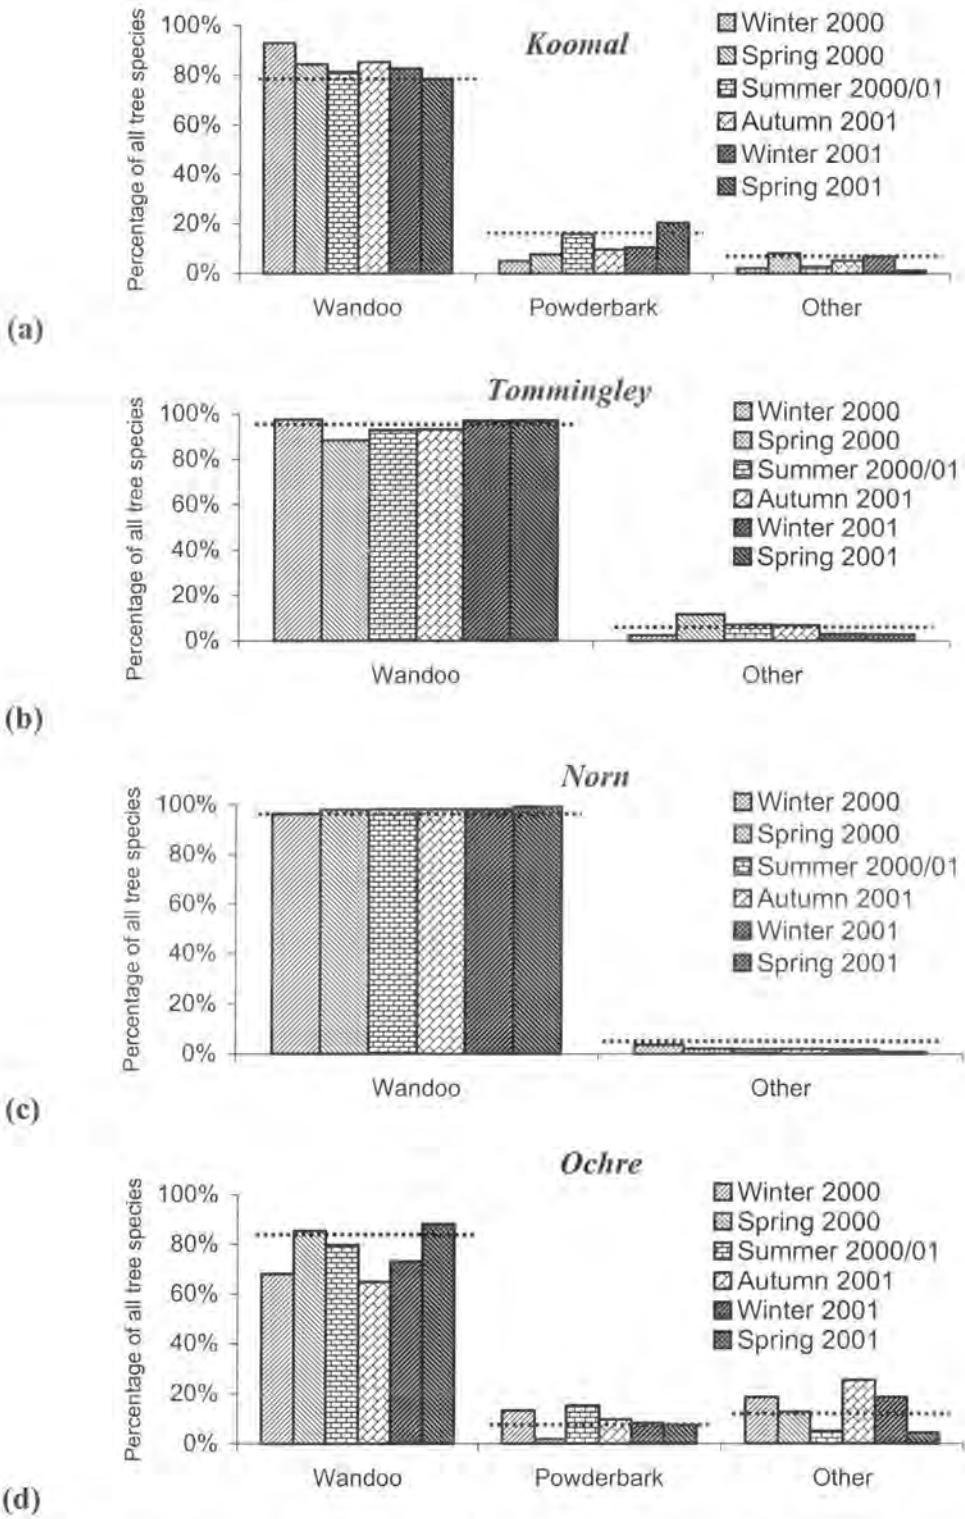 Koomal
Percentage of all tree species
100%
80%
60%
40%
20%
0%
Winter 2000
Spring 2000
Summer 2000/01
Autumn 2001
Winter 2001
Spring 2001
Wandoo Powderbark Other
(a)
Tommingley
Percentage of all tree species
100%
80%
60%
40%
20%
0%
Winter 2000
Spring 2000
Summer 2000/01
Autumn 2001
Winter 2001
Spring 2001
Wandoo Other
(b)
Norn
Percentage of all tree species
100%
80%
60%
40%
20%
0%
Winter 2000
Spring 2000
Summer 2000/01
Autumn 2001
Winter 2001
Spring 2001
Wandoo Other
(c)
Ochre
Percentage of all tree species
100%
80%
60%
40%
20%
0%
Winter 2000
Spring 2000
Summer 2000/01
Autumn 2001
Winter 2001
Spring 2001
Wandoo Powderbark Other
(d)